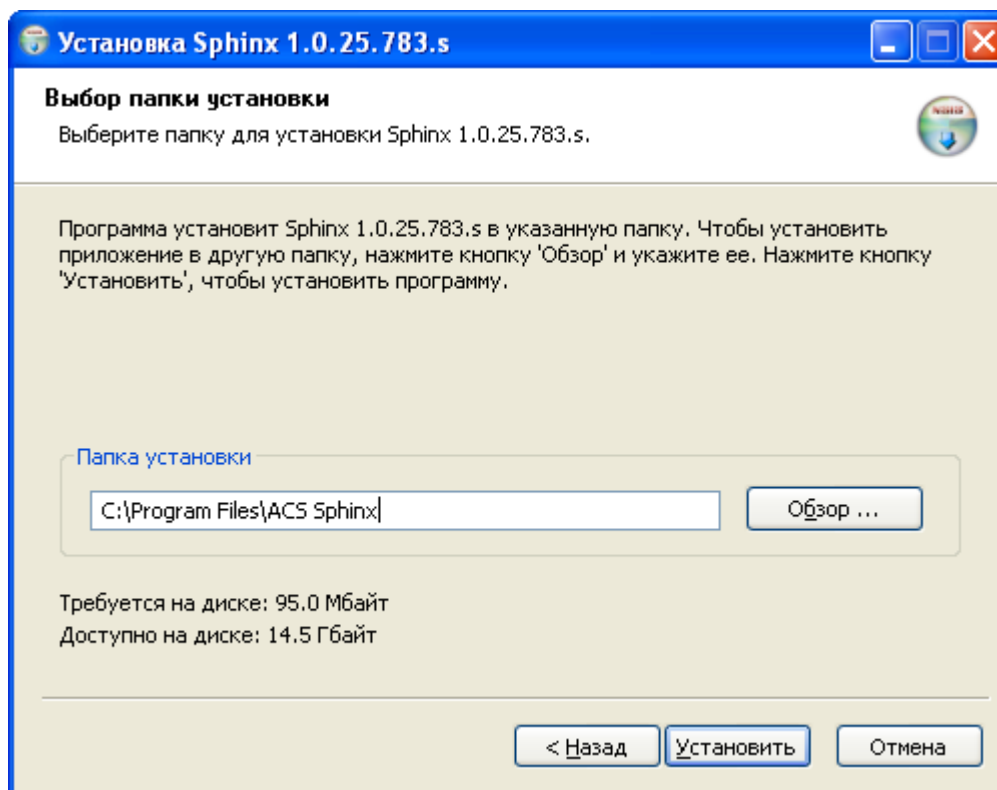 Установка Sphinx 1.0.25.783.s
Выбор папки установки
Выберите папку для установки Sphinx 1.0.25.783.s.
Программа установит Sphinx 1.0.25.783.s в указанную папку. Чтобы установить
приложение в другую папку, нажмите кнопку 'Обзор' и укажите ее. Нажмите кнопку
'Установить', чтобы установить программу.
Папка установки
C:\Program Files\ACS Sphinx
Обзор ...
Требуется на диске: 95.0 Мбайт
Доступно на диске: 14.5 Гбайт
< Назад
Установить
Отмена